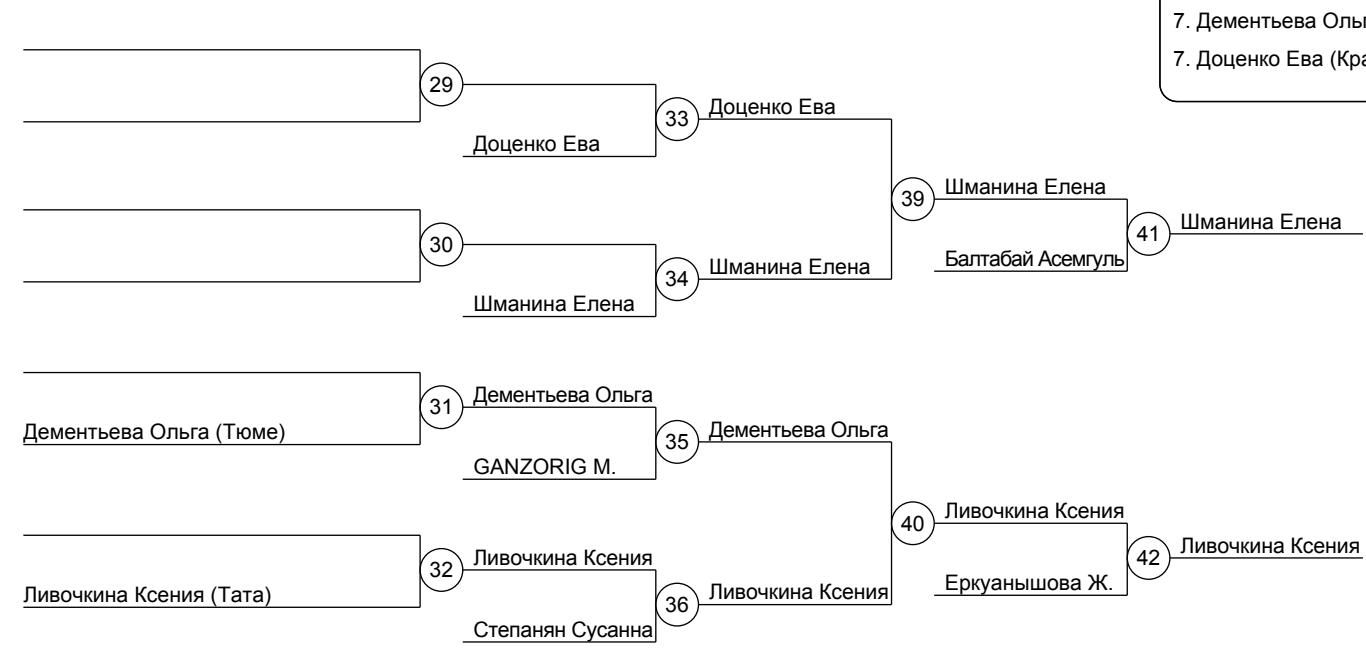 7. Дементьева
7. Доценко Ева
29
33 Доценко Ева
Доценко Ева
39 Шманина Елена
41 Шманина Елена
30
Балтабай Асемгуль
34 Шманина Елена
Шманина Елена
31 Дементьева Ольга
Дементьева Ольга (Тюме)
35 Дементьева Ольга
GANZORIG M.
40 Ливочкина Ксения
42 Ливочкина Ксения
32 Ливочкина Ксения
Еркуанышова Ж.
Ливочкина Ксения (Тата)
36 Ливочкина Ксения
Степанян Сусанна